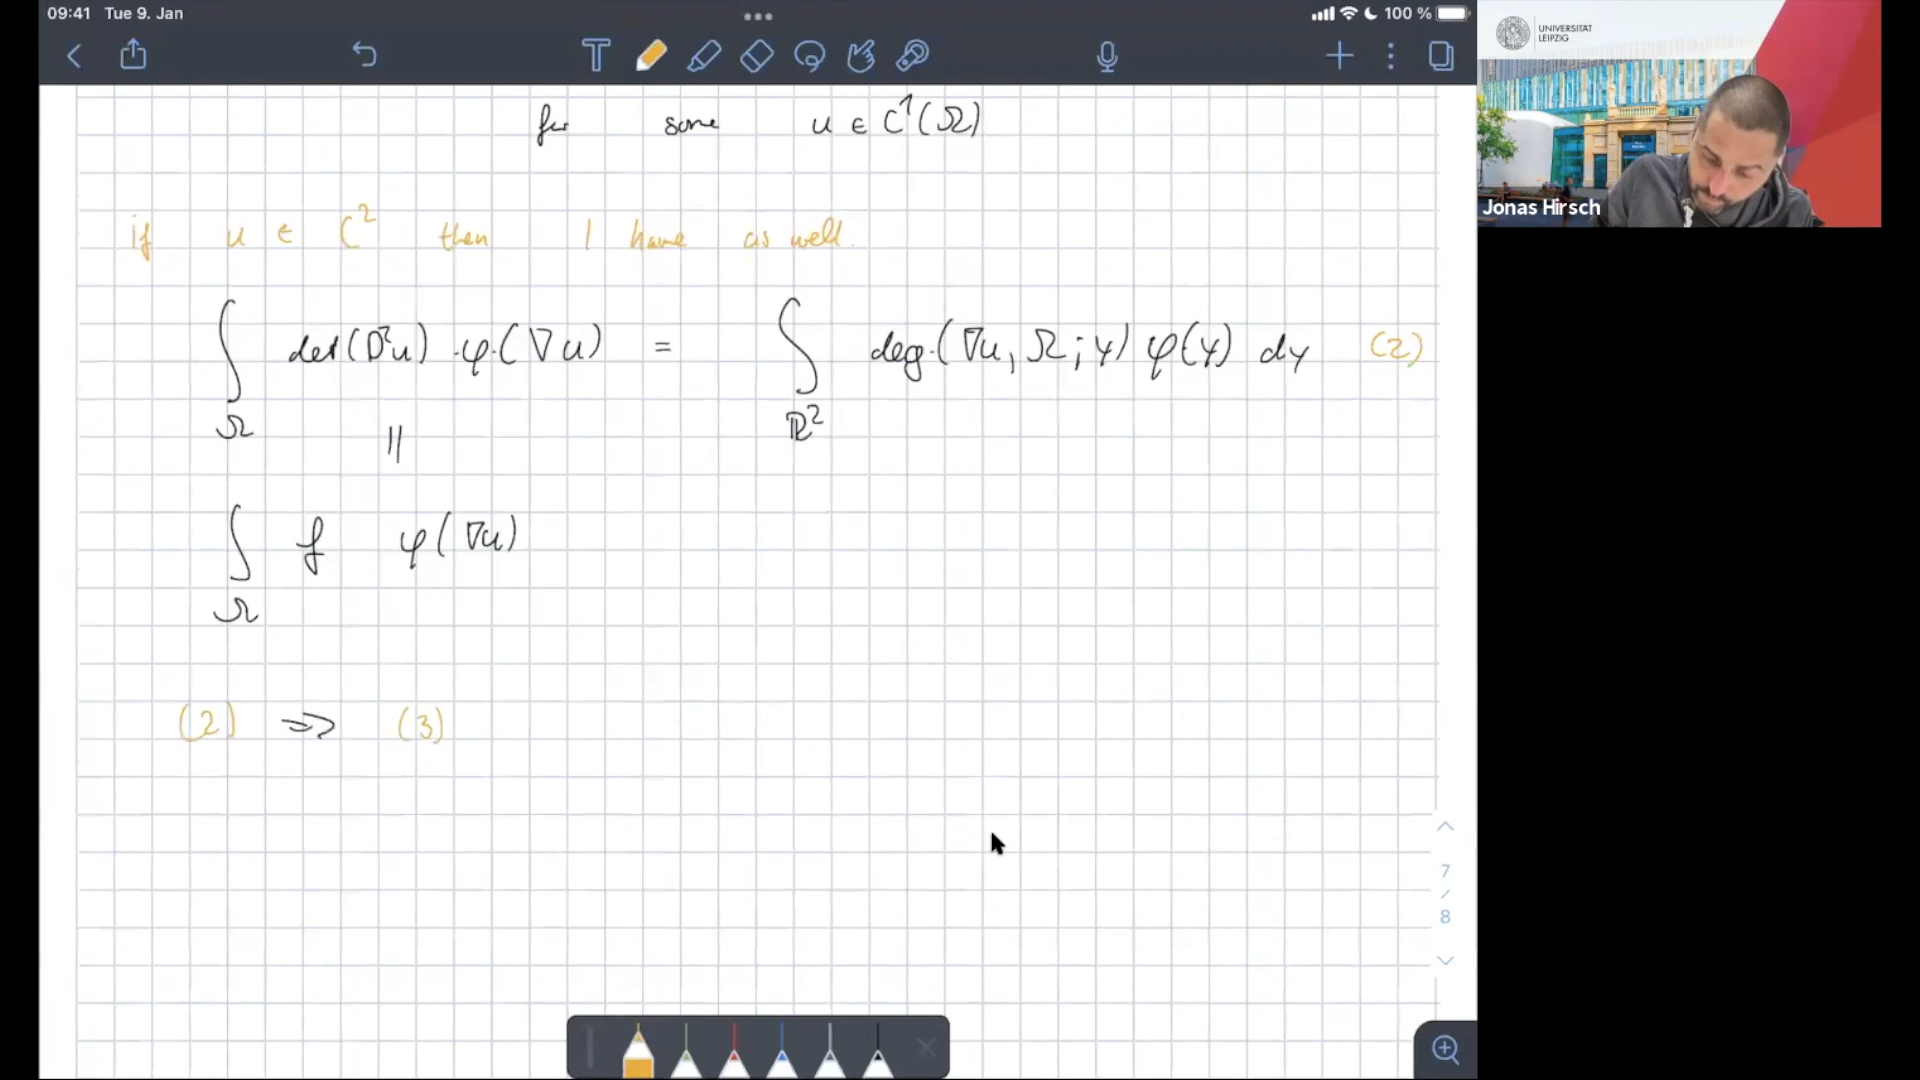 09:41 Tue 9. Jan
100 %
UNIVERSITÄT
LEIPZIG
Jonas Hirsch
for some u ∈ C¹(Ω)
if u ∈ C² then I have as well.
∫_Ω det(D²u) · φ(∇u) = ∫_ℝ² deg(∇u, Ω; y) φ(y) dy (2)
||
∫_Ω f φ(∇u)
(2) => (3)
7
/
8